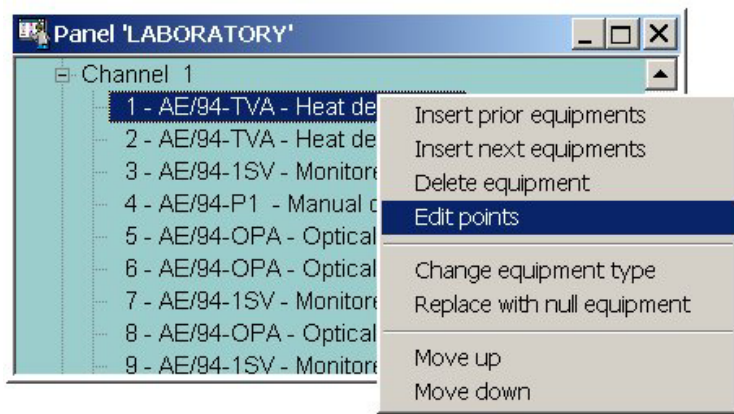 Panel 'LABORATORY'
Channel 1
1 - AE/94-TVA - Heat de
2 - AE/94-TVA - Heat de
3 - AE/94-1SV - Monitore
4 - AE/94-P1 - Manual
5 - AE/94-OPA - Optical
6 - AE/94-OPA - Optical
7 - AE/94-1SV - Monitore
8 - AE/94-OPA - Optical
9 - AE/94-1SV - Monitore
Insert prior equipments
Insert next equipments
Delete equipment
Edit points
Change equipment type
Replace with null equipment
Move up
Move down